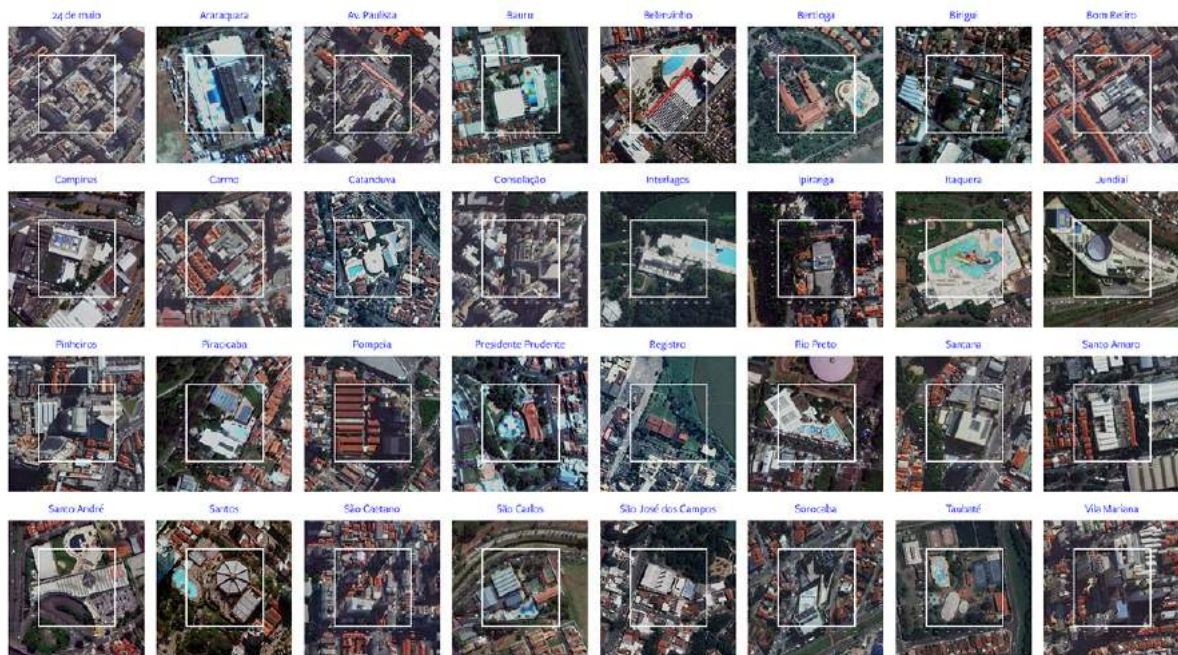 24 de maio
Araraquara
Av. Paulista
Bauru
Belenzinho
Bertioga
Birigui
Bom Retiro
Campinas
Carmo
Catanduva
Consolação
Interlagos
Ipiranga
Itaquera
Jundiaí
Pinheiros
Piracicaba
Pompeia
Presidente Prudente
Registro
Rio Preto
Santana
Santo Amaro
Santo André
Santos
São Caetano
São Carlos
São José dos Campos
Sorocaba
Taubaté
Vila Mariana